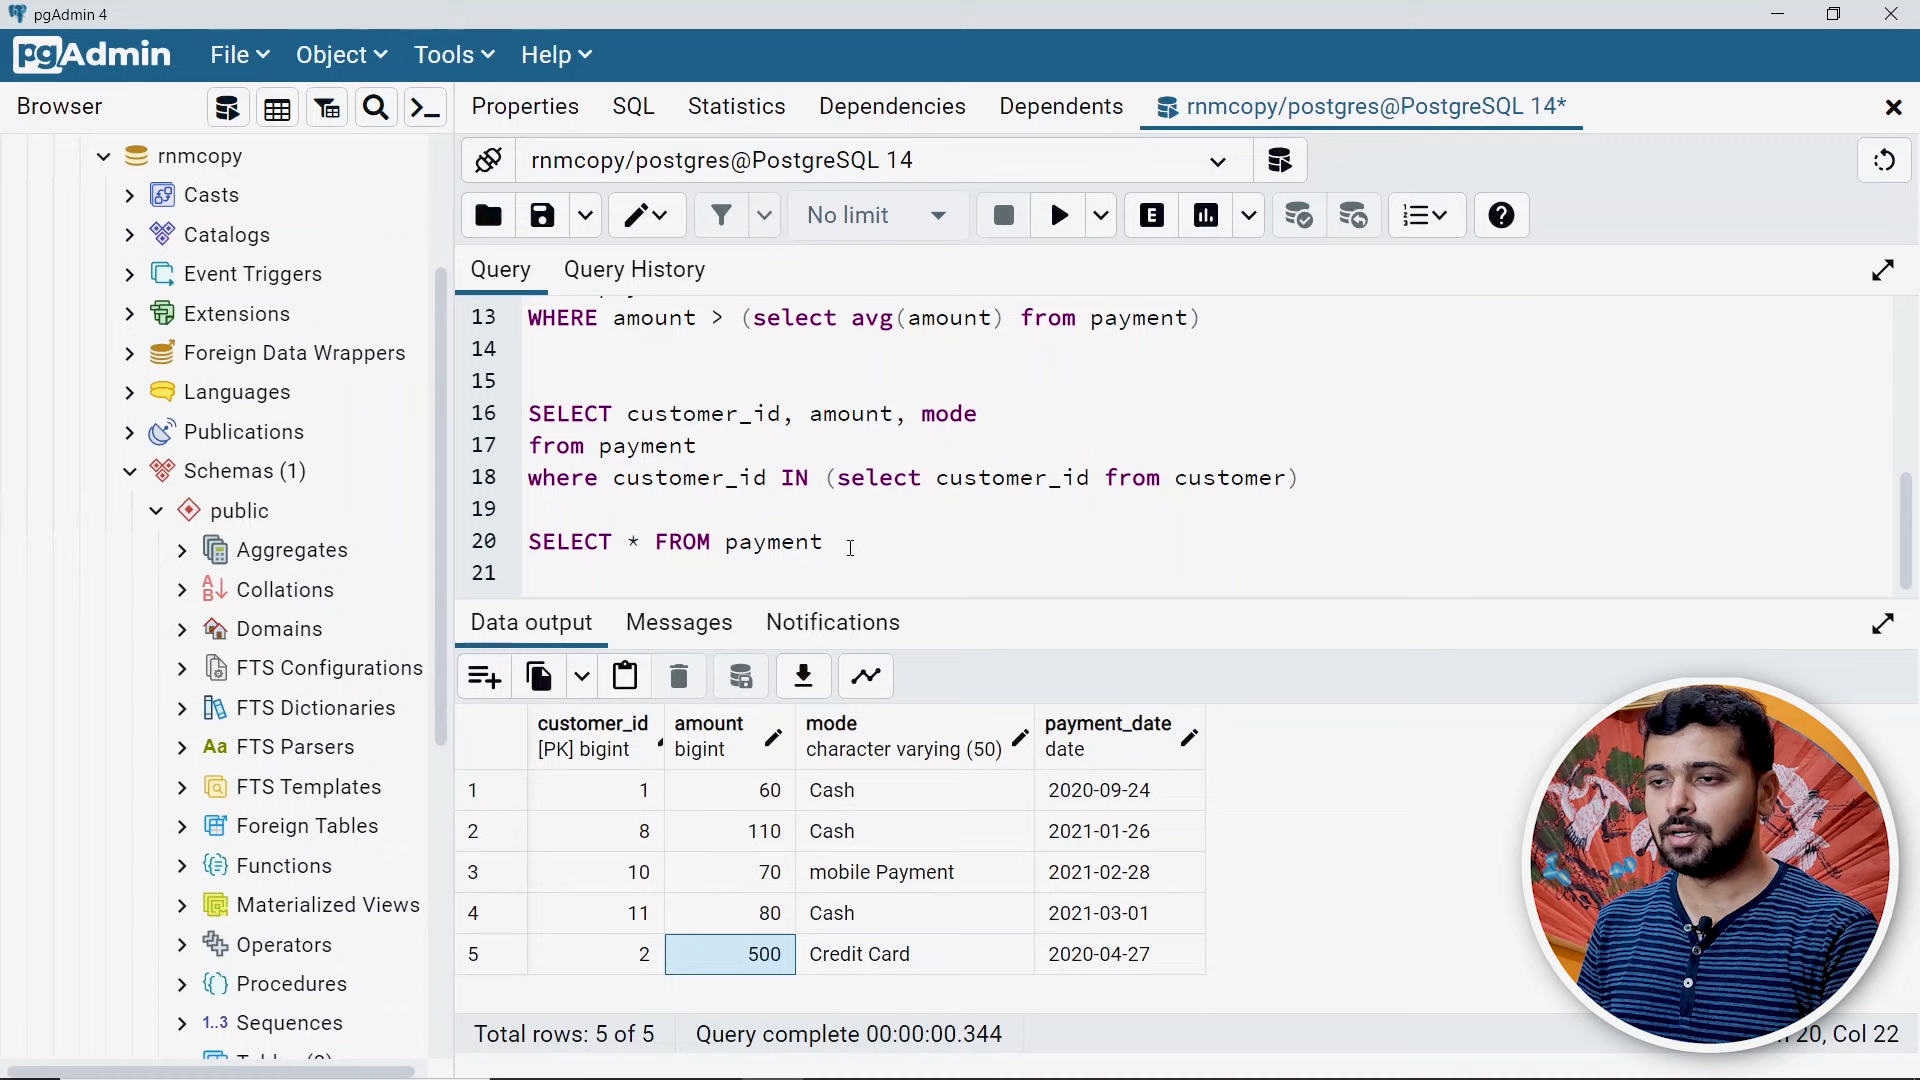 pgAdmin 4
pgAdmin File Object Tools Help
Browser
Properties SQL Statistics Dependencies Dependents rnmcopy/postgres@PostgreSQL 14*
rnmcopy
Casts
Catalogs
Event Triggers
Extensions
Foreign Data Wrappers
Languages
Publications
Schemas (1)
public
Aggregates
Collations
Domains
FTS Configurations
FTS Dictionaries
Aa FTS Parsers
FTS Templates
Foreign Tables
Functions
Materialized Views
Operators
Procedures
1..3 Sequences
rnmcopy/postgres@PostgreSQL 14
No limit
Query Query History
13 WHERE amount > (select avg(amount) from payment)
14
15
16 SELECT customer_id, amount, mode
17 from payment
18 where customer_id IN (select customer_id from customer)
19
20 SELECT * FROM payment
21
Data output Messages Notifications
customer_id amount mode payment_date
[PK] bigint bigint character varying (50) date
1 1 60 Cash 2020-09-24
2 8 110 Cash 2021-01-26
3 10 70 mobile Payment 2021-02-28
4 11 80 Cash 2021-03-01
5 2 500 Credit Card 2020-04-27
Total rows: 5 of 5 Query complete 00:00:00.344 20, Col 22